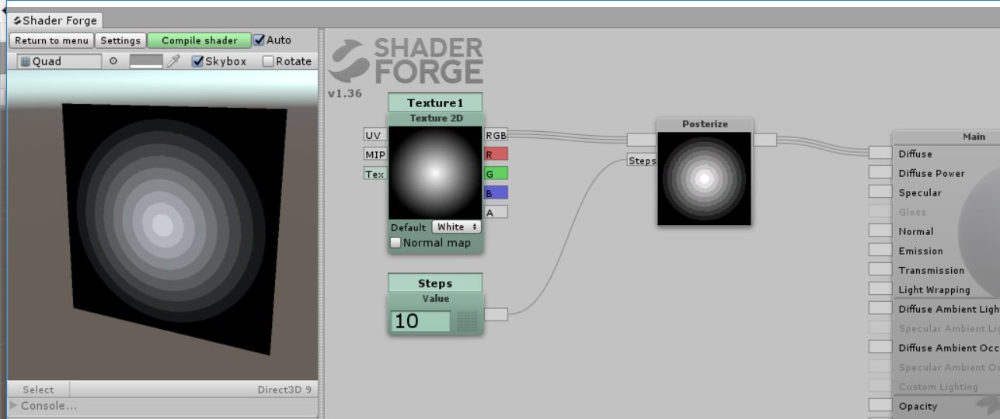 Shader Forge
Return to menu Settings Compile shader Auto
Quad Skybox Rotate
Select Direct3D 9
Console...
SHADER
FORGE
v1.36
Texture1
Texture 2D
UV RGB
MIP R
Tex G
B
A
Default White
Normal map
Steps
Value
10
Posterize
Steps
Main
Diffuse
Diffuse Power
Specular
Gloss
Normal
Emission
Transmission
Light Wrapping
Diffuse Ambient Ligh
Specular Ambient Lig
Diffuse Ambient Occ
Specular Ambient Oc
Custom Lighting
Opacity